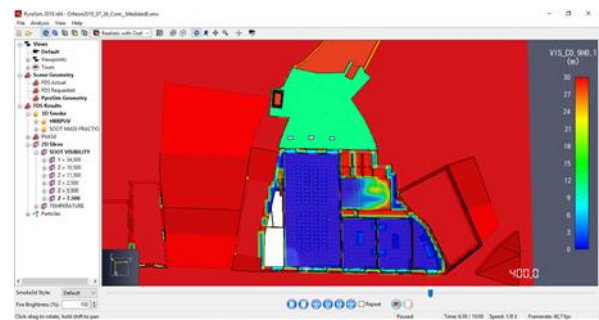 PyroSim 2019 x64 - Orfeon2019_07_26_Com_MediatedB.smv
File Analysis View Help
Realistic with Outl
Views
Default
Viewpoints
Tours
Scene Geometry
FDS Actual
FDS Requested
PyroSim Geometry
FDS Results
3D Smoke
HRRPUV
SOOT MASS FRACTIO
Plot3d
2D Slices
SOOT VISIBILITY
Y = 34,500
Z = 10,500
Z = 11,500
Z = 2,500
Z = 5,500
Z = 7,500
TEMPERATURE
Particles
VIS_C0_9H0,1
(m)
30
27
24
21
18
15
12
9
6
3
0
400,0
Smoke3d Style: Default
Fire Brightness (%): 100
Repeat
Click-drag to rotate, hold shift to pan
Paused
Time: 6:39 / 10:00 Speed: 1/8 X Framerate: 40,7 fps